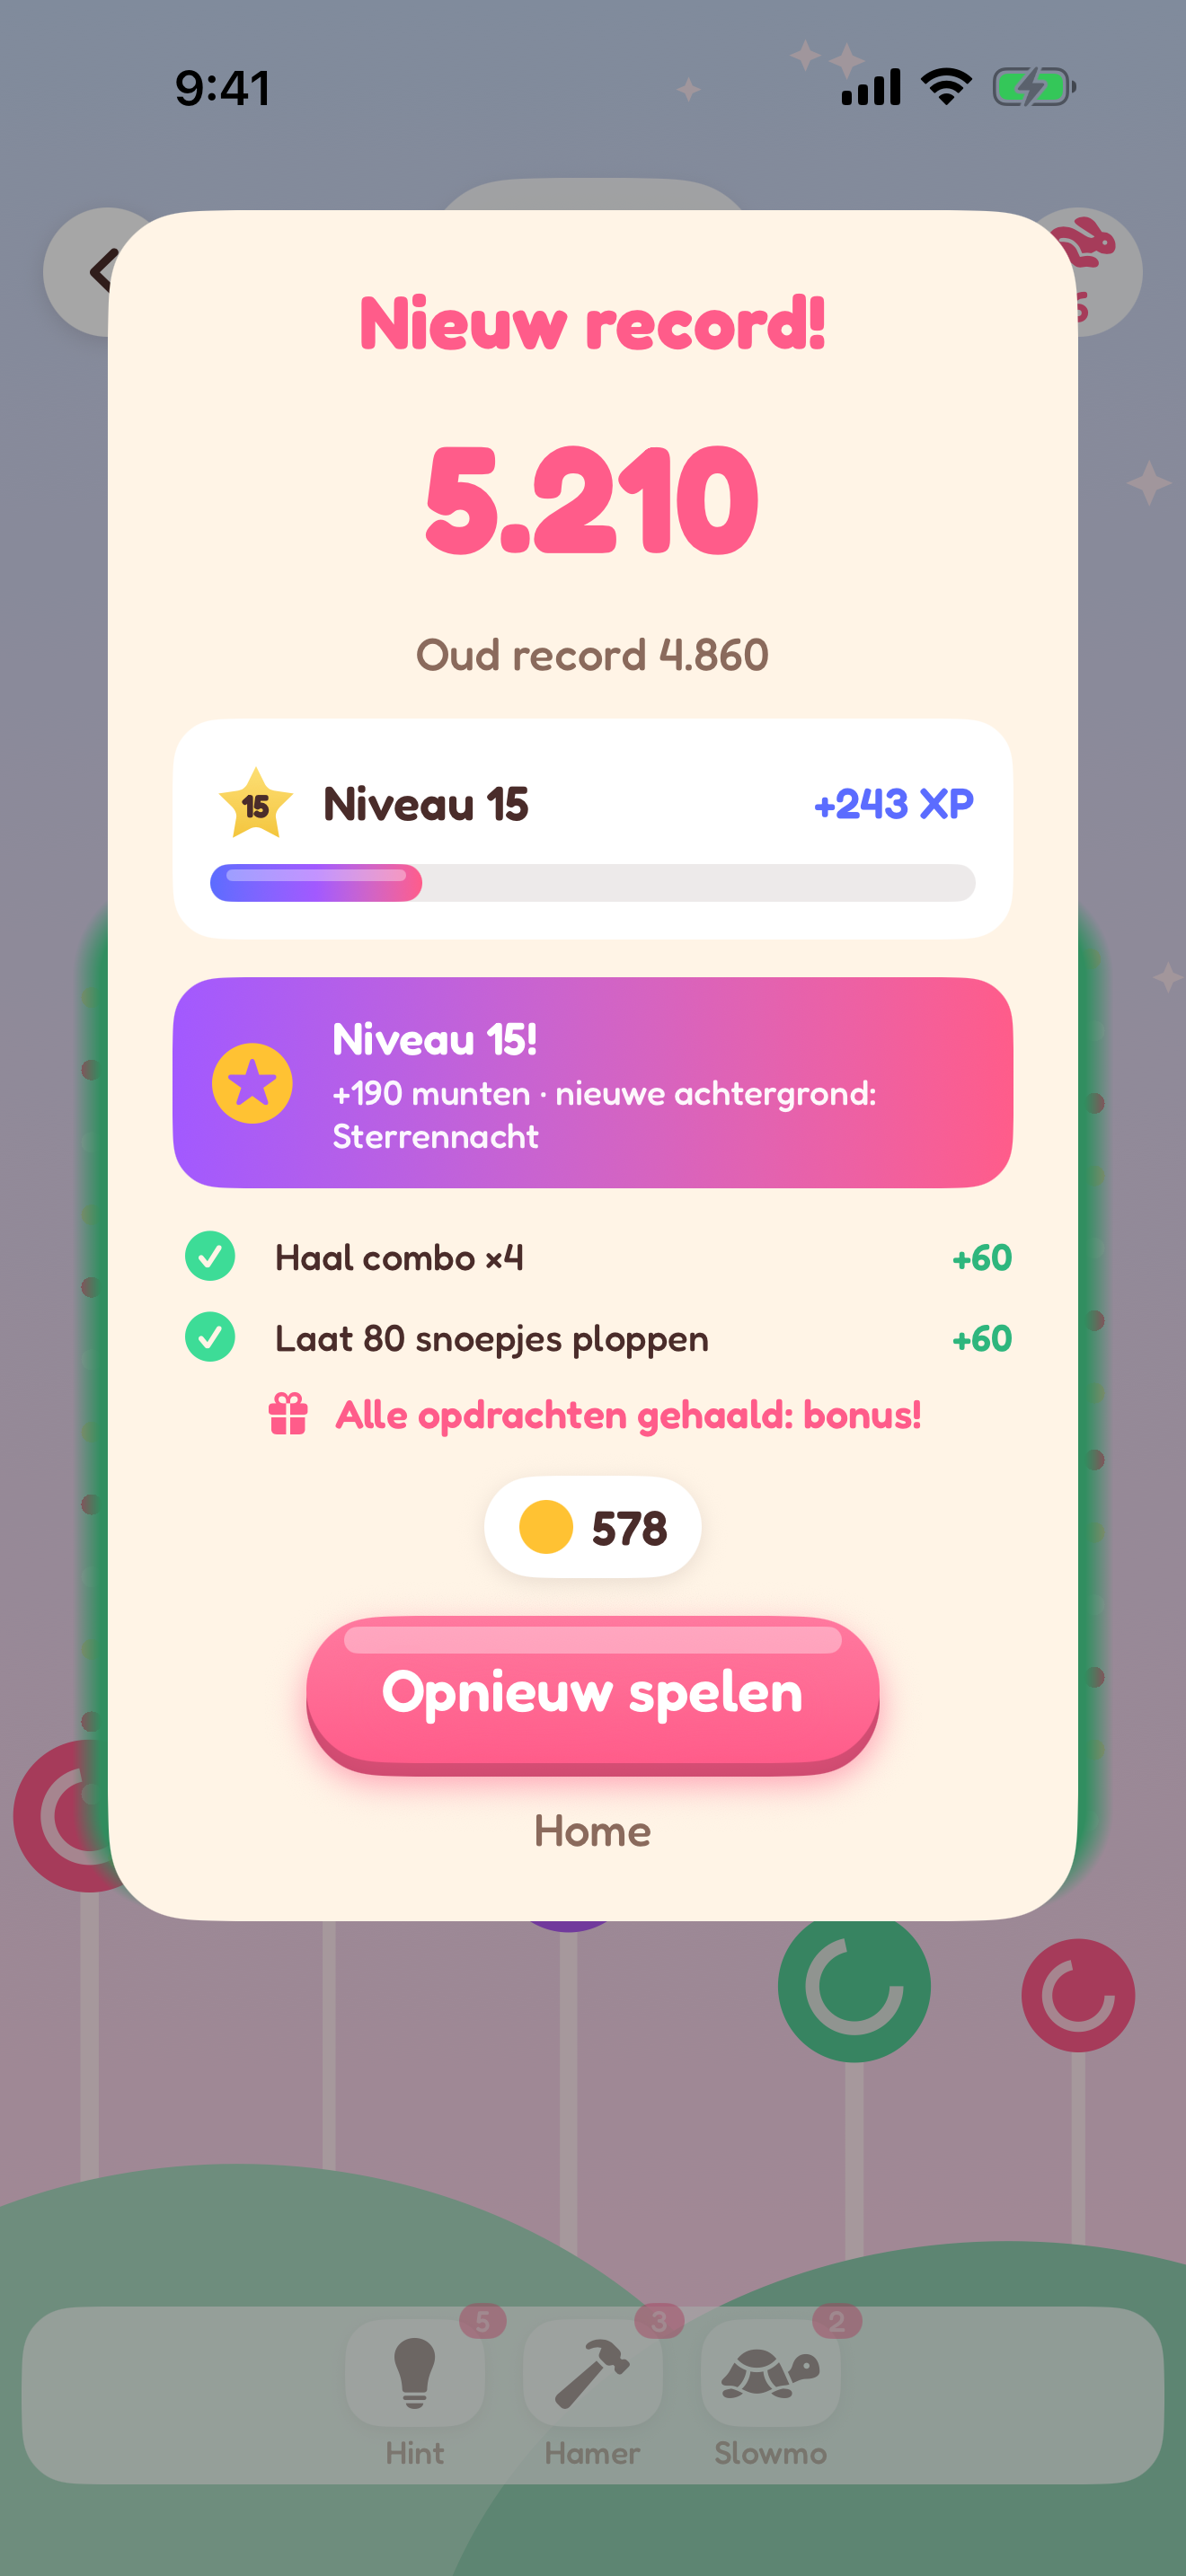 9:41
Nieuw record!
5.210
Oud record 4.860
15
Niveau 15
+243 XP
Niveau 15!
+190 munten · nieuwe achtergrond:
Sterrennacht
Haal combo ×4
+60
Laat 80 snoepjes ploppen
+60
Alle opdrachten gehaald: bonus!
578
Opnieuw spelen
Home
5
3
2
Hint
Hamer
Slowmo